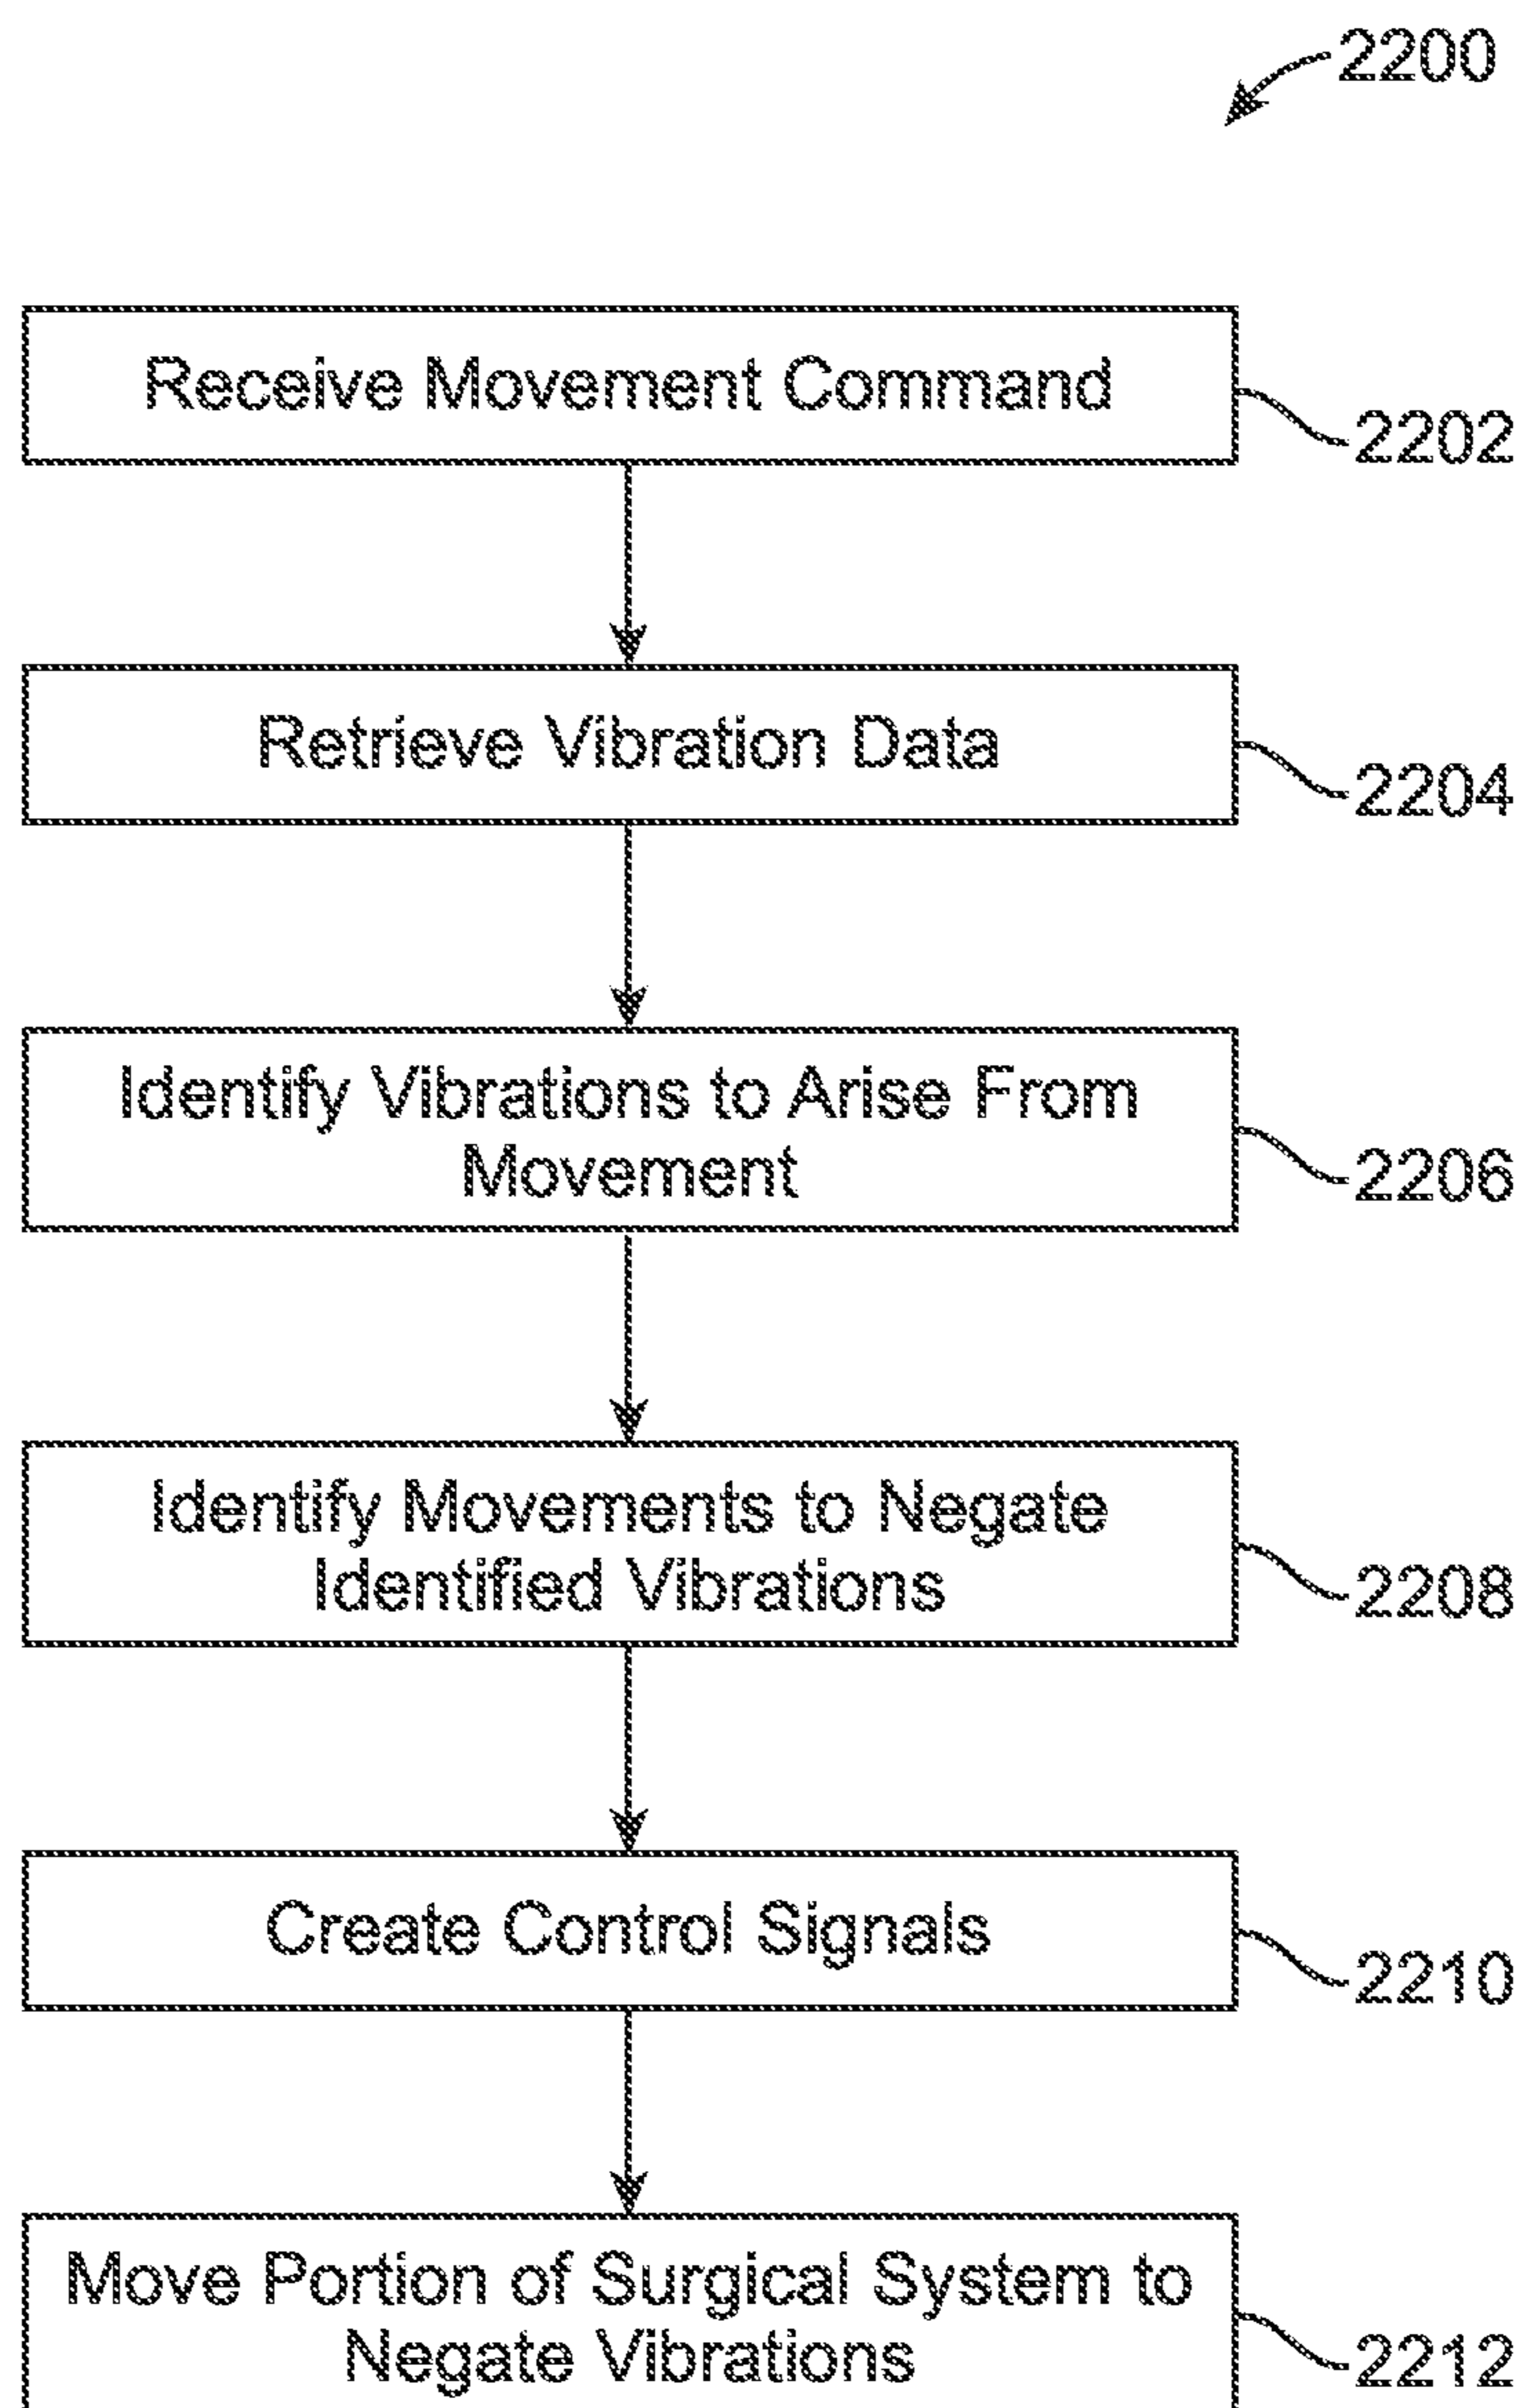 2200
Receive Movement Command
2202
Retrieve Vibration Data
2204
Identify Vibrations to Arise From
Movement
2206
Identify Movements to Negate
Identified Vibrations
2208
Create Control Signals
2210
Move Portion of Surgical System to
Negate Vibrations
2212